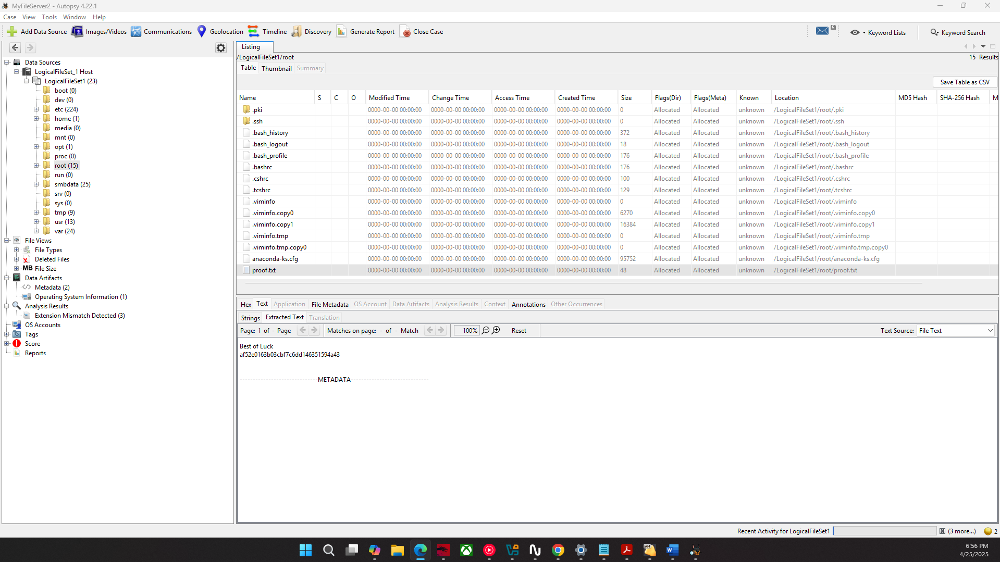 MyFileServer2 - Autopsy 4.22.1
Case View Tools Window Help
Add Data Source Images/Videos Communications Geolocation Timeline Discovery Generate Report Close Case 5 Keyword Lists Keyword Search
Data Sources
LogicalFileSet_1 Host
LogicalFileSet1 (23)
boot (0)
dev (0)
etc (224)
home (1)
media (0)
mnt (0)
opt (1)
proc (0)
root (15)
run (0)
smbdata (25)
srv (0)
sys (0)
tmp (9)
usr (13)
var (24)
File Views
File Types
Deleted Files
MB File Size
Data Artifacts
Metadata (2)
Operating System Information (1)
Analysis Results
Extension Mismatch Detected (3)
OS Accounts
Tags
Score
Reports
Listing
/LogicalFileSet1/root 15 Results
Table Thumbnail Summary
Save Table as CSV
Name S C O Modified Time Change Time Access Time Created Time Size Flags(Dir) Flags(Meta) Known Location MD5 Hash SHA-256 Hash M
.pki 0000-00-00 00:00:00 0000-00-00 00:00:00 0000-00-00 00:00:00 0000-00-00 00:00:00 0 Allocated Allocated unknown /LogicalFileSet1/root/.pki
.ssh 0000-00-00 00:00:00 0000-00-00 00:00:00 0000-00-00 00:00:00 0000-00-00 00:00:00 0 Allocated Allocated unknown /LogicalFileSet1/root/.ssh
.bash_history 0000-00-00 00:00:00 0000-00-00 00:00:00 0000-00-00 00:00:00 0000-00-00 00:00:00 372 Allocated Allocated unknown /LogicalFileSet1/root/.bash_history
.bash_logout 0000-00-00 00:00:00 0000-00-00 00:00:00 0000-00-00 00:00:00 0000-00-00 00:00:00 18 Allocated Allocated unknown /LogicalFileSet1/root/.bash_logout
.bash_profile 0000-00-00 00:00:00 0000-00-00 00:00:00 0000-00-00 00:00:00 0000-00-00 00:00:00 176 Allocated Allocated unknown /LogicalFileSet1/root/.bash_profile
.bashrc 0000-00-00 00:00:00 0000-00-00 00:00:00 0000-00-00 00:00:00 0000-00-00 00:00:00 176 Allocated Allocated unknown /LogicalFileSet1/root/.bashrc
.cshrc 0000-00-00 00:00:00 0000-00-00 00:00:00 0000-00-00 00:00:00 0000-00-00 00:00:00 100 Allocated Allocated unknown /LogicalFileSet1/root/.cshrc
.tcshrc 0000-00-00 00:00:00 0000-00-00 00:00:00 0000-00-00 00:00:00 0000-00-00 00:00:00 129 Allocated Allocated unknown /LogicalFileSet1/root/.tcshrc
.viminfo 0000-00-00 00:00:00 0000-00-00 00:00:00 0000-00-00 00:00:00 0000-00-00 00:00:00 0 Allocated Allocated unknown /LogicalFileSet1/root/.viminfo
.viminfo.copy0 0000-00-00 00:00:00 0000-00-00 00:00:00 0000-00-00 00:00:00 0000-00-00 00:00:00 6270 Allocated Allocated unknown /LogicalFileSet1/root/.viminfo.copy0
.viminfo.copy1 0000-00-00 00:00:00 0000-00-00 00:00:00 0000-00-00 00:00:00 0000-00-00 00:00:00 16384 Allocated Allocated unknown /LogicalFileSet1/root/.viminfo.copy1
.viminfo.tmp 0000-00-00 00:00:00 0000-00-00 00:00:00 0000-00-00 00:00:00 0000-00-00 00:00:00 0 Allocated Allocated unknown /LogicalFileSet1/root/.viminfo.tmp
.viminfo.tmp.copy0 0000-00-00 00:00:00 0000-00-00 00:00:00 0000-00-00 00:00:00 0000-00-00 00:00:00 0 Allocated Allocated unknown /LogicalFileSet1/root/.viminfo.tmp.copy0
anaconda-ks.cfg 0000-00-00 00:00:00 0000-00-00 00:00:00 0000-00-00 00:00:00 0000-00-00 00:00:00 95752 Allocated Allocated unknown /LogicalFileSet1/root/anaconda-ks.cfg
proof.txt 0000-00-00 00:00:00 0000-00-00 00:00:00 0000-00-00 00:00:00 0000-00-00 00:00:00 48 Allocated Allocated unknown /LogicalFileSet1/root/proof.txt
Hex Text Application File Metadata OS Account Data Artifacts Analysis Results Context Annotations Other Occurrences
Strings Extracted Text Translation
Page: 1 of - Page Matches on page: - of - Match 100% Reset Text Source: File Text
Best of Luck
af52e0163b03cbf7c6dd146351594a43
------------------------------METADATA------------------------------
Recent Activity for LogicalFileSet1 (3 more...) 2
6:56 PM
4/25/2025